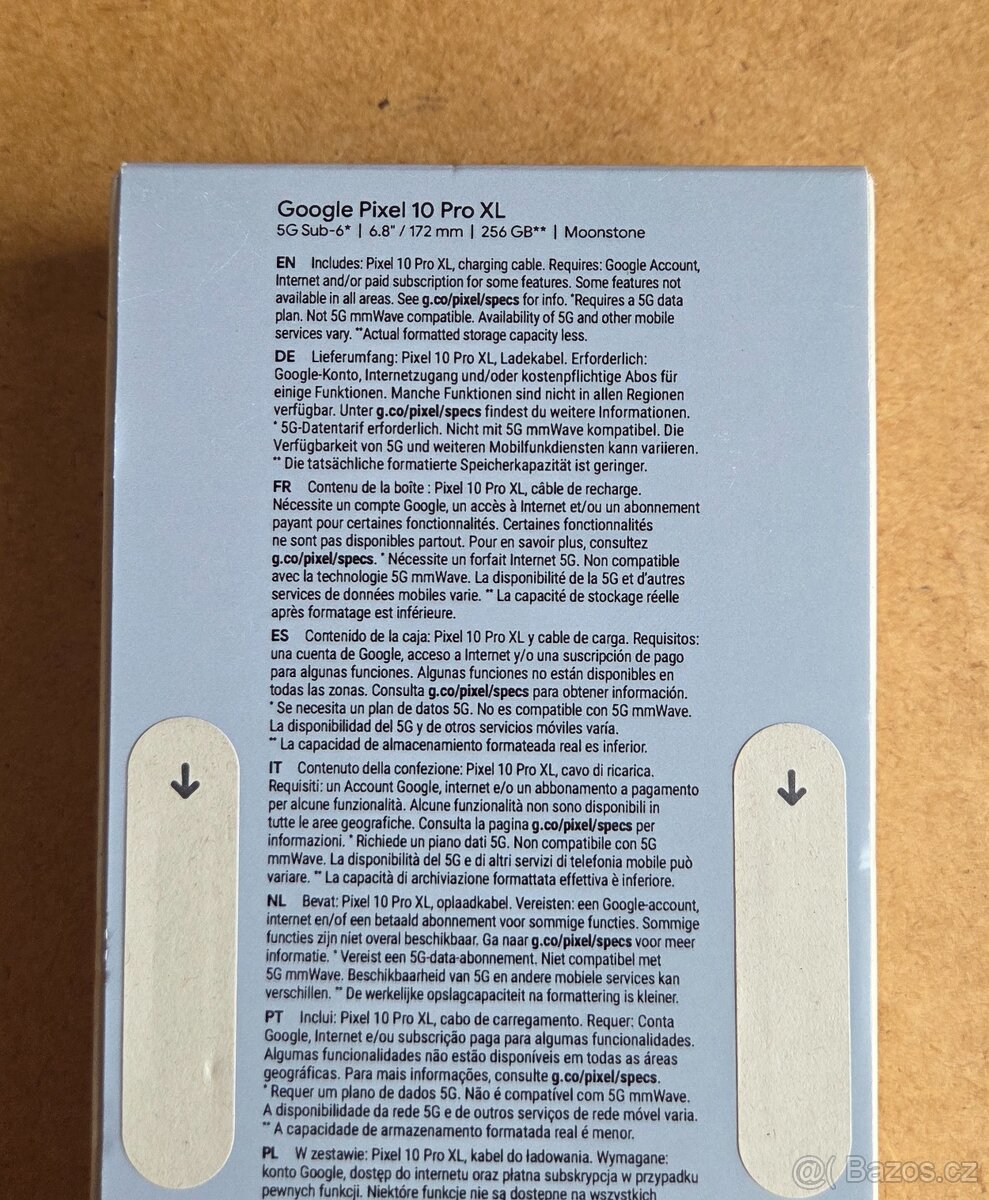 Google Pixel 10 Pro XL
5G Sub-6* | 6.8" / 172 mm | 256 GB** | Moonstone
EN Includes: Pixel 10 Pro XL, charging cable. Requires: Google Account,
Internet and/or paid subscription for some features. Some features not
available in all areas. See g.co/pixel/specs for info. *Requires a 5G data
plan. Not 5G mmWave compatible. Availability of 5G and other mobile
services vary. **Actual formatted storage capacity less.
DE Lieferumfang: Pixel 10 Pro XL, Ladekabel. Erforderlich:
Google-Konto, Internetzugang und/oder kostenpflichtige Abos für
einige Funktionen. Manche Funktionen sind nicht in allen Regionen
verfügbar. Unter g.co/pixel/specs findest du weitere Informationen.
* 5G-Datentarif erforderlich. Nicht mit 5G mmWave kompatibel. Die
Verfügbarkeit von 5G und weiteren Mobilfunkdiensten kann variieren.
** Die tatsächliche formatierte Speicherkapazität ist geringer.
FR Contenu de la boîte : Pixel 10 Pro XL, câble de recharge.
Nécessite un compte Google, un accès à Internet et/ou un abonnement
payant pour certaines fonctionnalités. Certaines fonctionnalités
ne sont pas disponibles partout. Pour en savoir plus, consultez
g.co/pixel/specs. * Nécessite un forfait Internet 5G. Non compatible
avec la technologie 5G mmWave. La disponibilité de la 5G et d'autres
services de données mobiles varie. ** La capacité de stockage réelle
après formatage est inférieure.
ES Contenido de la caja: Pixel 10 Pro XL y cable de carga. Requisitos:
una cuenta de Google, acceso a Internet y/o una suscripción de pago
para algunas funciones. Algunas funciones no están disponibles en
todas las zonas. Consulta g.co/pixel/specs para obtener información.
* Se necesita un plan de datos 5G. No es compatible con 5G mmWave.
La disponibilidad del 5G y de otros servicios móviles varía.
** La capacidad de almacenamiento formateada real es inferior.
IT Contenuto della confezione: Pixel 10 Pro XL, cavo di ricarica.
Requisiti: un Account Google, internet e/o un abbonamento a pagamento
per alcune funzionalità. Alcune funzionalità non sono disponibili in
tutte le aree geografiche. Consulta la pagina g.co/pixel/specs per
informazioni. * Richiede un piano dati 5G. Non compatibile con 5G
mmWave. La disponibilità del 5G e di altri servizi di telefonia mobile può
variare. ** La capacità di archiviazione formattata effettiva è inferiore.
NL Bevat: Pixel 10 Pro XL, oplaadkabel. Vereisten: een Google-account,
internet en/of een betaald abonnement voor sommige functies. Sommige
functies zijn niet overal beschikbaar. Ga naar g.co/pixel/specs voor meer
informatie. * Vereist een 5G-data-abonnement. Niet compatibel met
5G mmWave. Beschikbaarheid van 5G en andere mobiele services kan
verschillen. ** De werkelijke opslagcapaciteit na formattering is kleiner.
PT Inclui: Pixel 10 Pro XL, cabo de carregamento. Requer: Conta
Google, Internet e/ou subscrição paga para algumas funcionalidades.
Algumas funcionalidades não estão disponíveis em todas as áreas
geográficas. Para mais informações, consulte g.co/pixel/specs.
* Requer um plano de dados 5G. Não é compatível com 5G mmWave.
A disponibilidade da rede 5G e de outros serviços de rede móvel varia.
** A capacidade de armazenamento formatada real é menor.
PL W zestawie: Pixel 10 Pro XL, kabel do ładowania. Wymagane:
konto Google, dostęp do internetu oraz płatna subskrypcja w przypadku
pewnych funkcji. Niektóre funkcje nie są dostępne na wszystkich
@( Bazos.cz